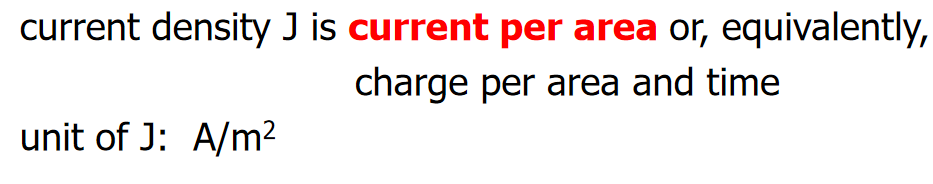 current density J is current per area or, equivalently,
charge per area and time
unit of J: A/m²